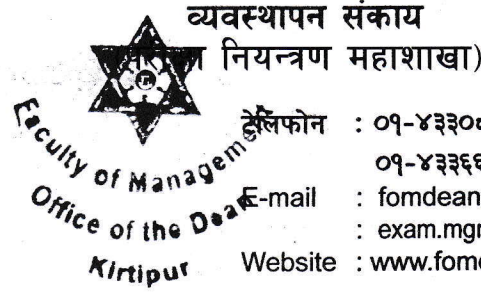 व्यवस्थापन संकाय
नियन्त्रण महाशाखा)
Faculty of Management
Office of the Dean
Kirtipur
टेलिफोन : ०१-४३३०
०१-४३३६
E-mail : fomdean
: exam.mgr
Website : www.fom